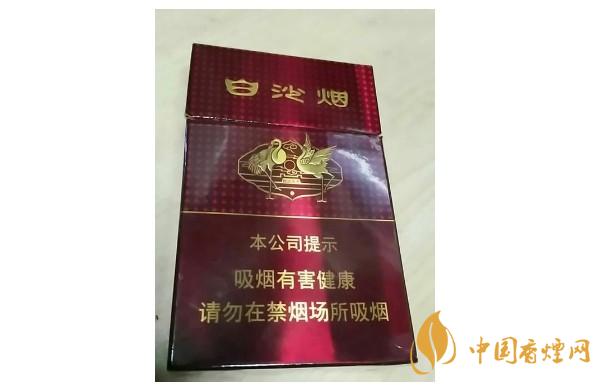 白沙烟
本公司提示
吸烟有害健康
请勿在禁烟场所吸烟
中国香煙网